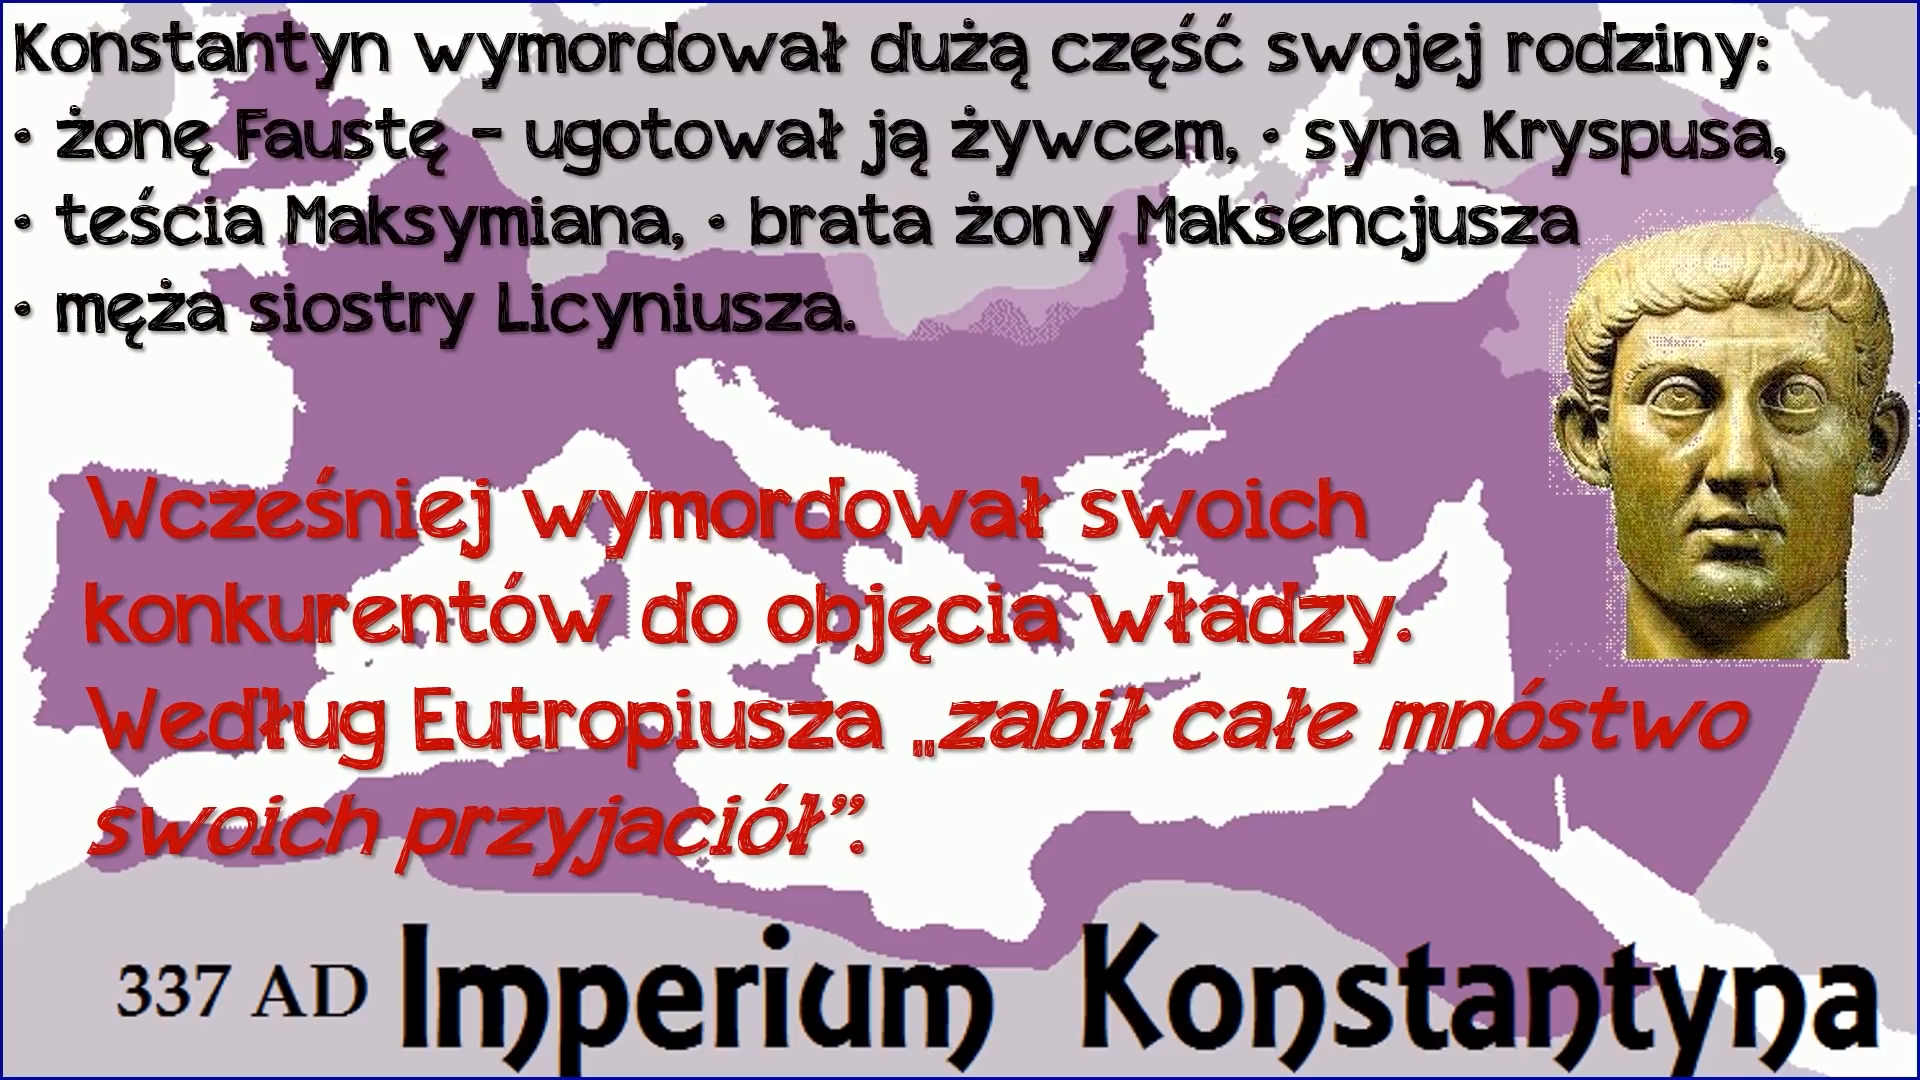 Konstantyn wymordował dużą część swojej rodziny:
• żonę Faustę - ugotował ją żywcem, • syna Kryspusa,
• teścia Maksymiana, • brata żony Maksencjusza
• męża siostry Licyniusza.
Wcześniej wymordował swoich
konkurentów do objęcia władzy.
Według Eutropiusza „zabił całe mnóstwo
swoich przyjaciół”.
337 AD Imperium Konstantyna